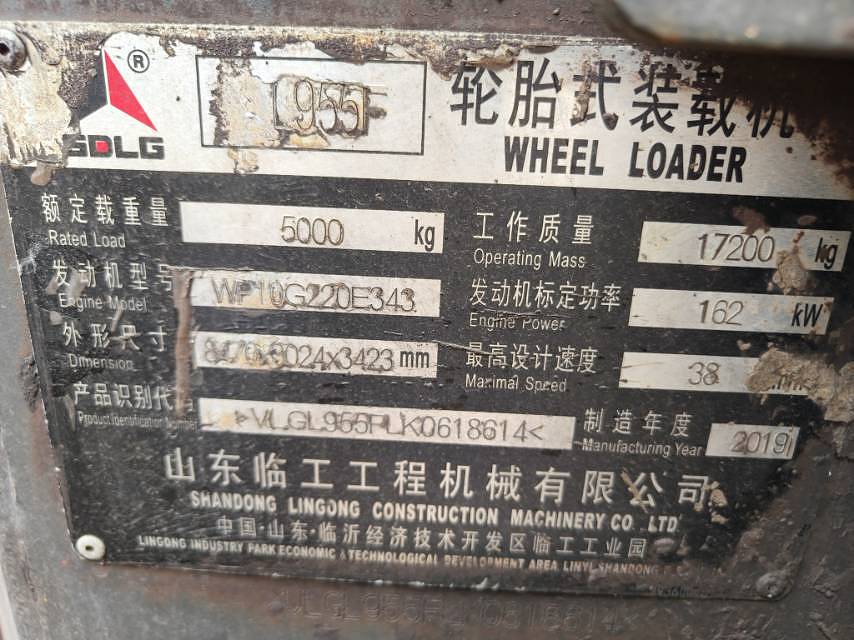 SDLG ® L955F 轮胎式装载机
WHEEL LOADER
额定载重量 5000 kg 工作质量 17200 kg
Rated Load Operating Mass
发动机型号 WP10G220E343 发动机标定功率 162 kW
Engine Model Engine Power
外形尺寸 x3024x3423 mm 最高设计速度 38
Dimension Maximal Speed
产品识别代 VLGL955FLK0618614< 制造年度 2019
Product Identification Number Manufacturing Year
山东临工工程机械有限公司
SHANDONG LINGONG CONSTRUCTION MACHINERY CO. LTD
中国·山东·临沂经济技术开发区临工工业园
LINGONG INDUSTRY PARK ECONOMIC & TECHNOLOGICAL DEVELOPMENT AREA LINYI SHANDONG